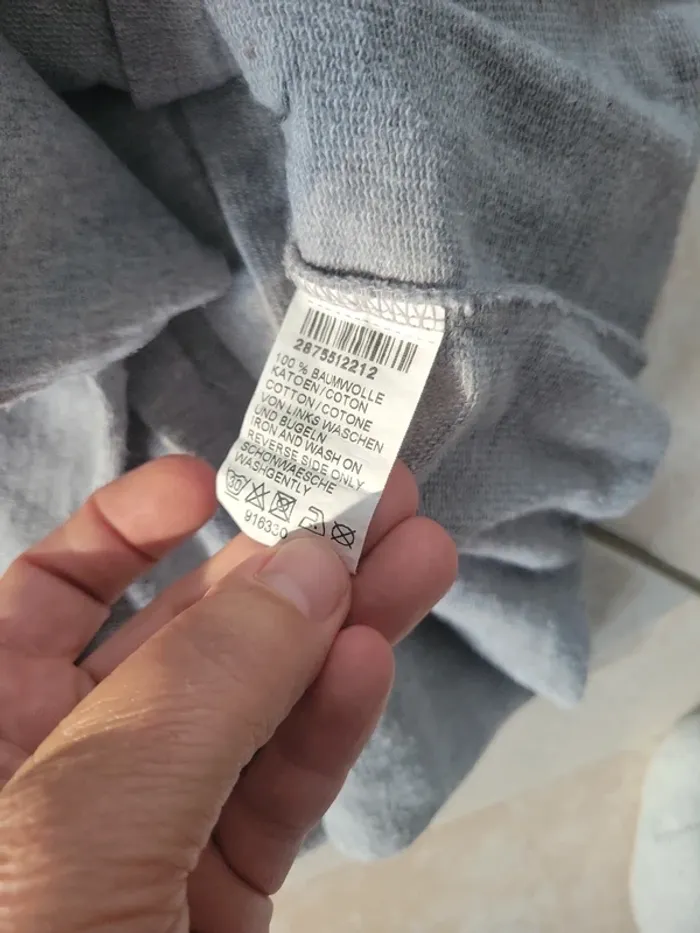 2875512212
100 % BAUMWOLLE
KATOEN/COTON
COTTON/COTONE
VON LINKS WASCHEN
UND BUGELN
IRON AND WASH ON
REVERSE SIDE ONLY
SCHONWAESCHE
WASHGENTLY
30
916330